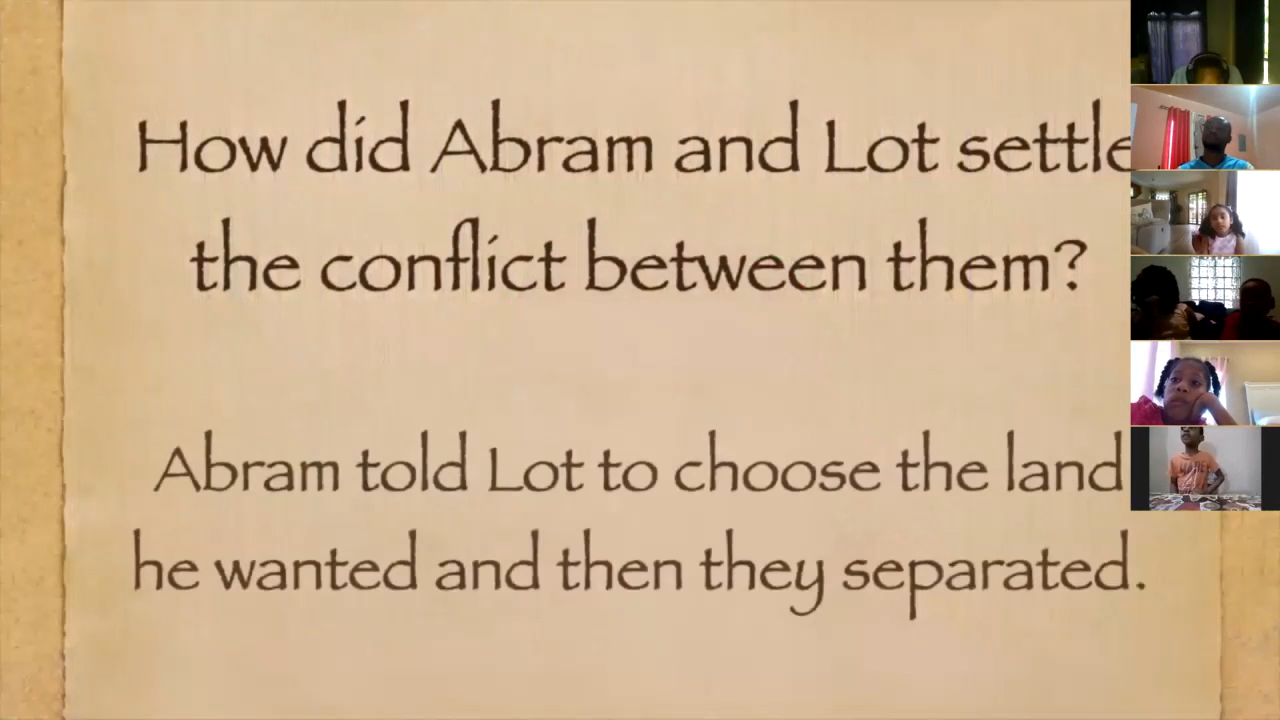 How did Abram and Lot settle
the conflict between them?
Abram told Lot to choose the land
he wanted and then they separated.